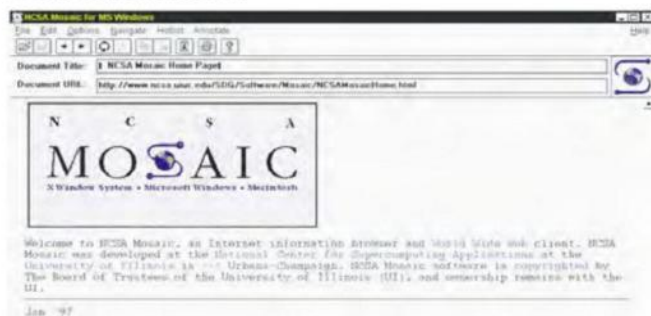 NCSA Mosaic for MS Windows
File Edit Options Navigate Hotlist Annotate Help
Document Title: NCSA Mosaic Home Page
Document URL: http://www.ncsa.uiuc.edu/SDG/Software/Mosaic/NCSAMosaicHome.html
N C S A
MOSAIC
X Window System • Microsoft Windows • Macintosh
Welcome to NCSA Mosaic, an Internet information browser and World Wide Web client. NCSA
Mosaic was developed at the National Center for Supercomputing Applications at the
University of Illinois in Urbana-Champaign. NCSA Mosaic software is copyrighted by
The Board of Trustees of the University of Illinois (UI), and ownership remains with the
UI.
Jan '97